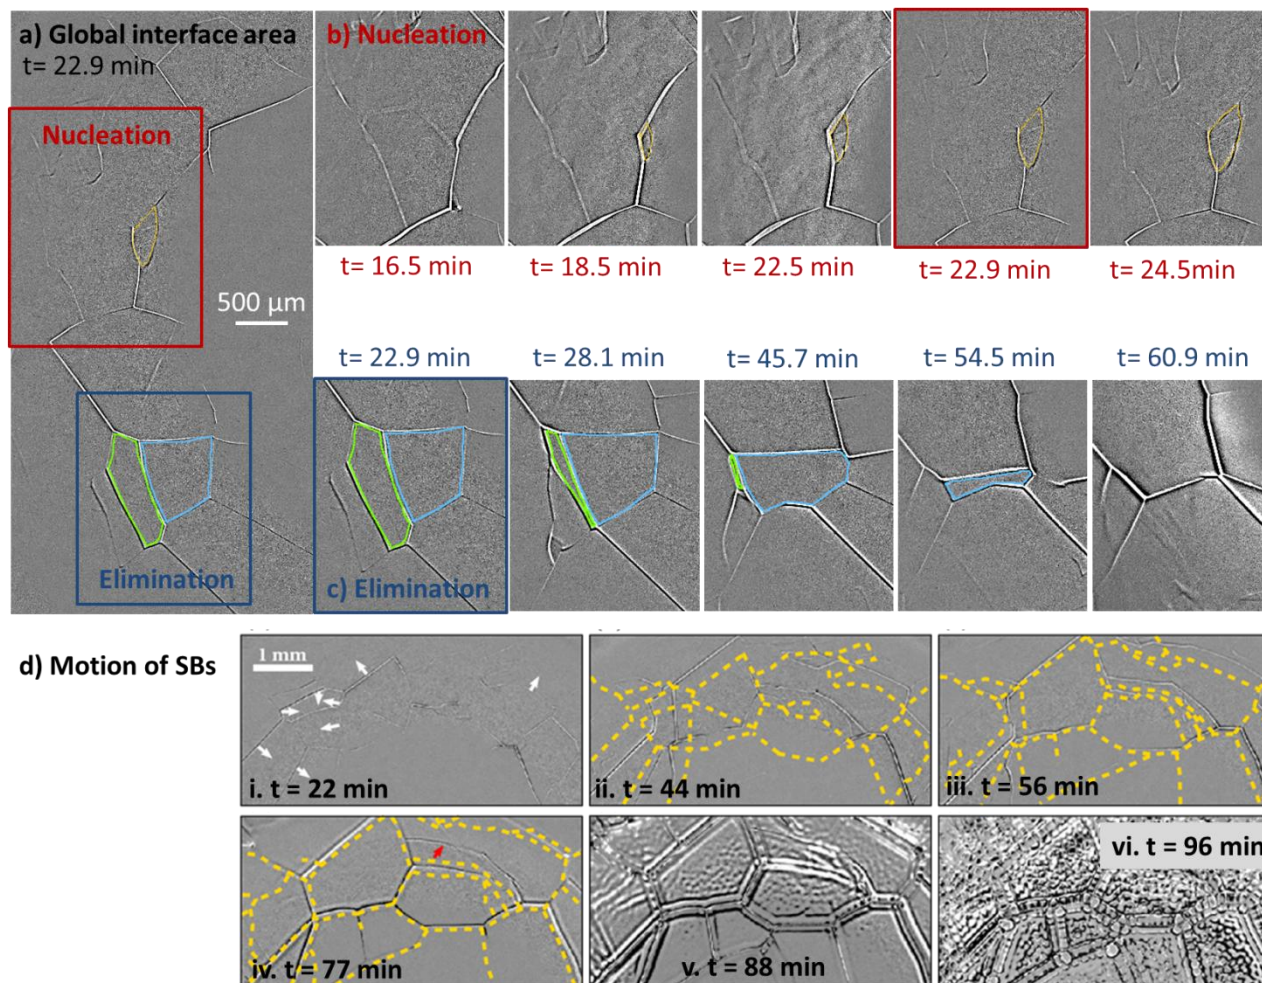 a) Global interface area
t= 22.9 min
Nucleation
500 µm
Elimination
b) Nucleation
t= 16.5 min
t= 18.5 min
t= 22.5 min
t= 22.9 min
t= 24.5min
t= 22.9 min
t= 28.1 min
t= 45.7 min
t= 54.5 min
t= 60.9 min
c) Elimination
d) Motion of SBs
1 mm
i. t = 22 min
ii. t = 44 min
iii. t = 56 min
iv. t = 77 min
v. t = 88 min
vi. t = 96 min